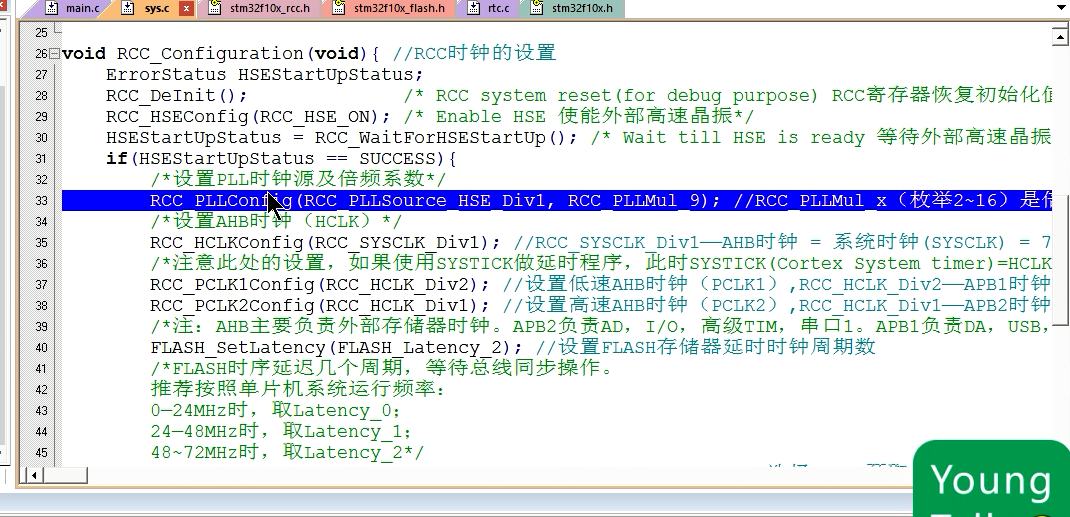 main.c sys.c x stm32f10x_rcc.h stm32f10x_flash.h rtc.c stm32f10x.h
25
26 void RCC_Configuration(void){ //RCC时钟的设置
27 ErrorStatus HSEStartUpStatus;
28 RCC_DeInit(); /* RCC system reset(for debug purpose) RCC寄存器恢复初始化值
29 RCC_HSEConfig(RCC_HSE_ON); /* Enable HSE 使能外部高速晶振*/
30 HSEStartUpStatus = RCC_WaitForHSEStartUp(); /* Wait till HSE is ready 等待外部高速晶振
31 if(HSEStartUpStatus == SUCCESS){
32 /*设置PLL时钟源及倍频系数*/
33 RCC_PLLConfig(RCC_PLLSource_HSE_Div1, RCC_PLLMul_9); //RCC_PLLMul_x（枚举2~16）是倍
34 /*设置AHB时钟（HCLK）*/
35 RCC_HCLKConfig(RCC_SYSCLK_Div1); //RCC_SYSCLK_Div1——AHB时钟 = 系统时钟(SYSCLK) = 7
36 /*注意此处的设置，如果使用SYSTICK做延时程序，此时SYSTICK(Cortex System timer)=HCLK
37 RCC_PCLK1Config(RCC_HCLK_Div2); //设置低速AHB时钟（PCLK1）,RCC_HCLK_Div2——APB1时钟
38 RCC_PCLK2Config(RCC_HCLK_Div1); //设置高速AHB时钟（PCLK2）,RCC_HCLK_Div1——APB2时钟
39 /*注：AHB主要负责外部存储器时钟。APB2负责AD，I/O，高级TIM，串口1。APB1负责DA，USB，
40 FLASH_SetLatency(FLASH_Latency_2); //设置FLASH存储器延时时钟周期数
41 /*FLASH时序延迟几个周期，等待总线同步操作。
42 推荐按照单片机系统运行频率：
43 0—24MHz时，取Latency_0；
44 24—48MHz时，取Latency_1；
45 48~72MHz时，取Latency_2*/
Young